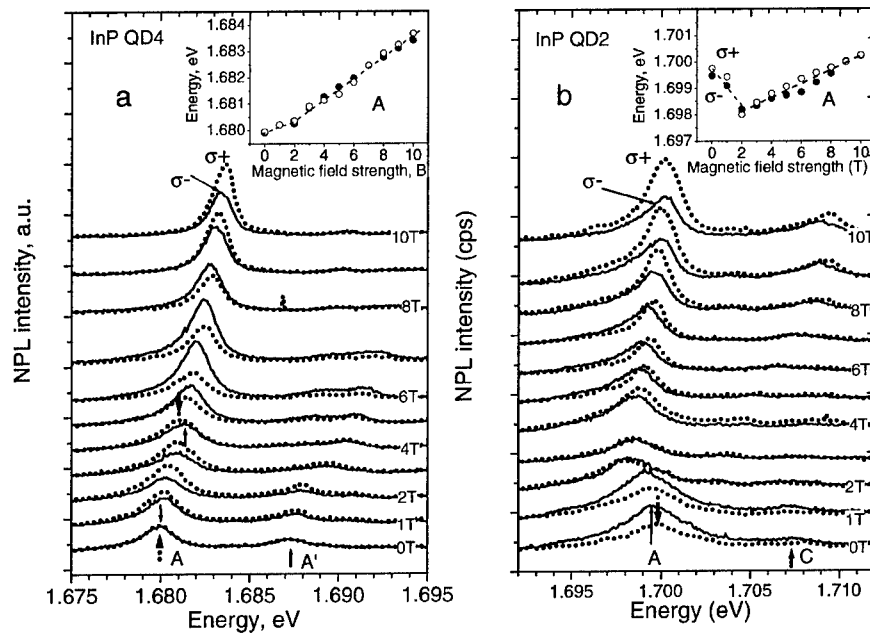 InP QD4
a
Energy, eV
1.684
1.683
1.682
1.681
1.680
A
0 2 4 6 8 10
Magnetic field strength, B
σ+
σ-
10T
8T
6T
4T
2T
1T
0T
A
A'
NPL intensity, a.u.
1.675 1.680 1.685 1.690 1.695
Energy, eV
InP QD2
b
Energy, eV
1.700
1.699
1.698
1.697
σ+
σ-
A
0 2 4 6 8 10
Magnetic field strength (T)
σ+
σ-
10T
8T
6T
4T
2T
1T
0T
A
C
NPL intensity (cps)
1.695 1.700 1.705 1.710
Energy (eV)